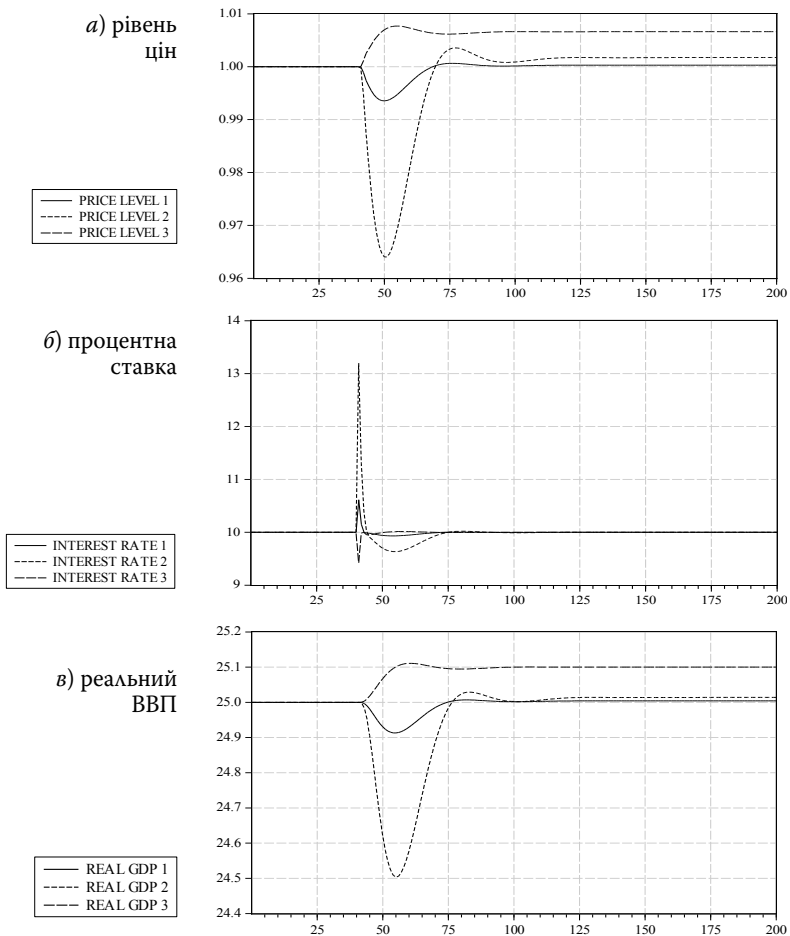 а) рівень
цін
1.01
1.00
0.99
0.98
0.97
0.96
PRICE LEVEL 1
PRICE LEVEL 2
PRICE LEVEL 3
25 50 75 100 125 150 175 200
б) процентна
ставка
14
13
12
11
10
9
INTEREST RATE 1
INTEREST RATE 2
INTEREST RATE 3
25 50 75 100 125 150 175 200
в) реальний
ВВП
25.2
25.1
25.0
24.9
24.8
24.7
24.6
24.5
24.4
REAL GDP 1
REAL GDP 2
REAL GDP 3
25 50 75 100 125 150 175 200